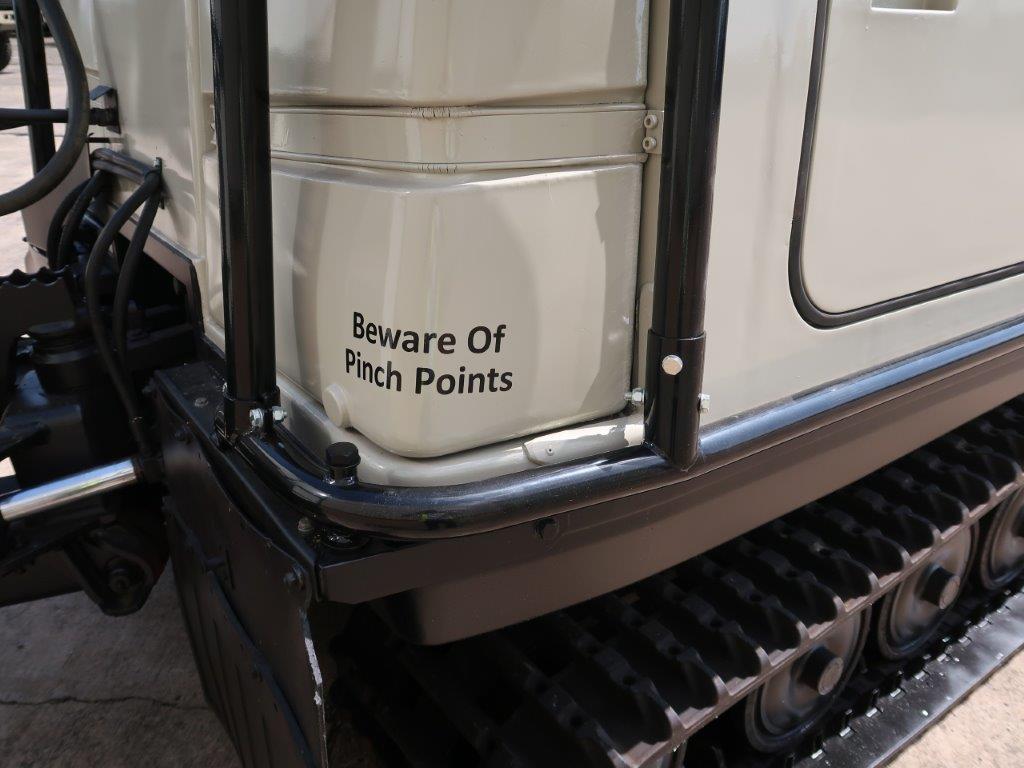 Beware Of
Pinch Points